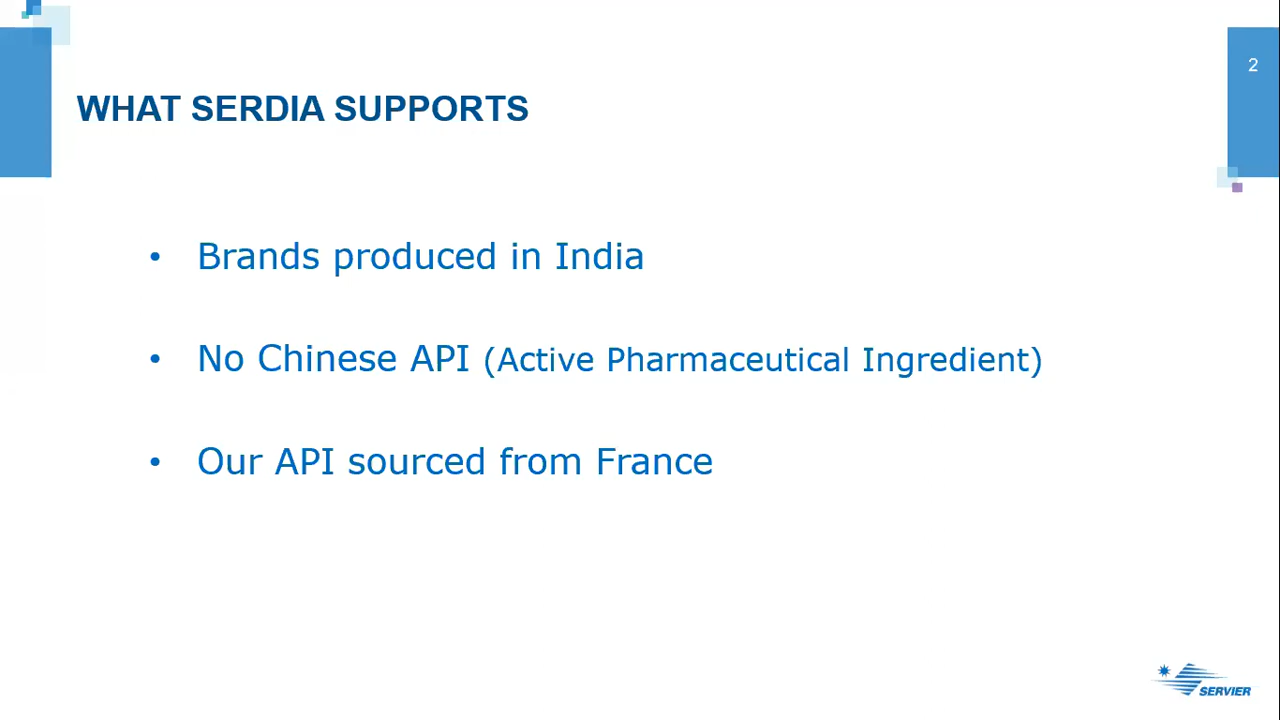 2
WHAT SERDIA SUPPORTS
• Brands produced in India
• No Chinese API (Active Pharmaceutical Ingredient)
• Our API sourced from France
SERVIER